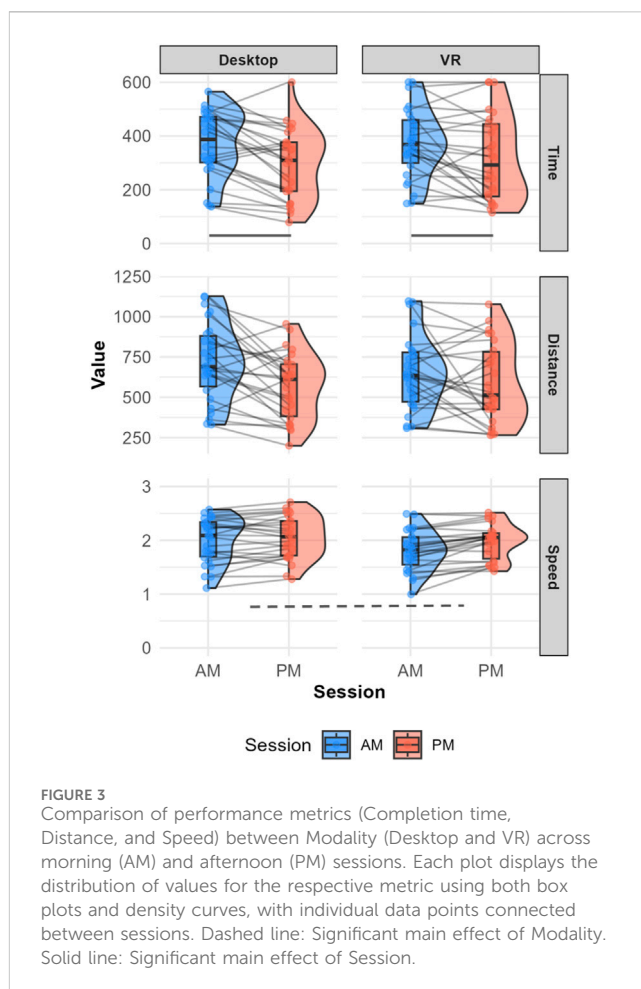 Desktop VR
600
400
200
0
Time
1250
1000
750
500
250
Distance
Value
3
2
1
0
Speed
AM PM AM PM
Session
Session AM PM
FIGURE 3
Comparison of performance metrics (Completion time,
Distance, and Speed) between Modality (Desktop and VR) across
morning (AM) and afternoon (PM) sessions. Each plot displays the
distribution of values for the respective metric using both box
plots and density curves, with individual data points connected
between sessions. Dashed line: Significant main effect of Modality.
Solid line: Significant main effect of Session.